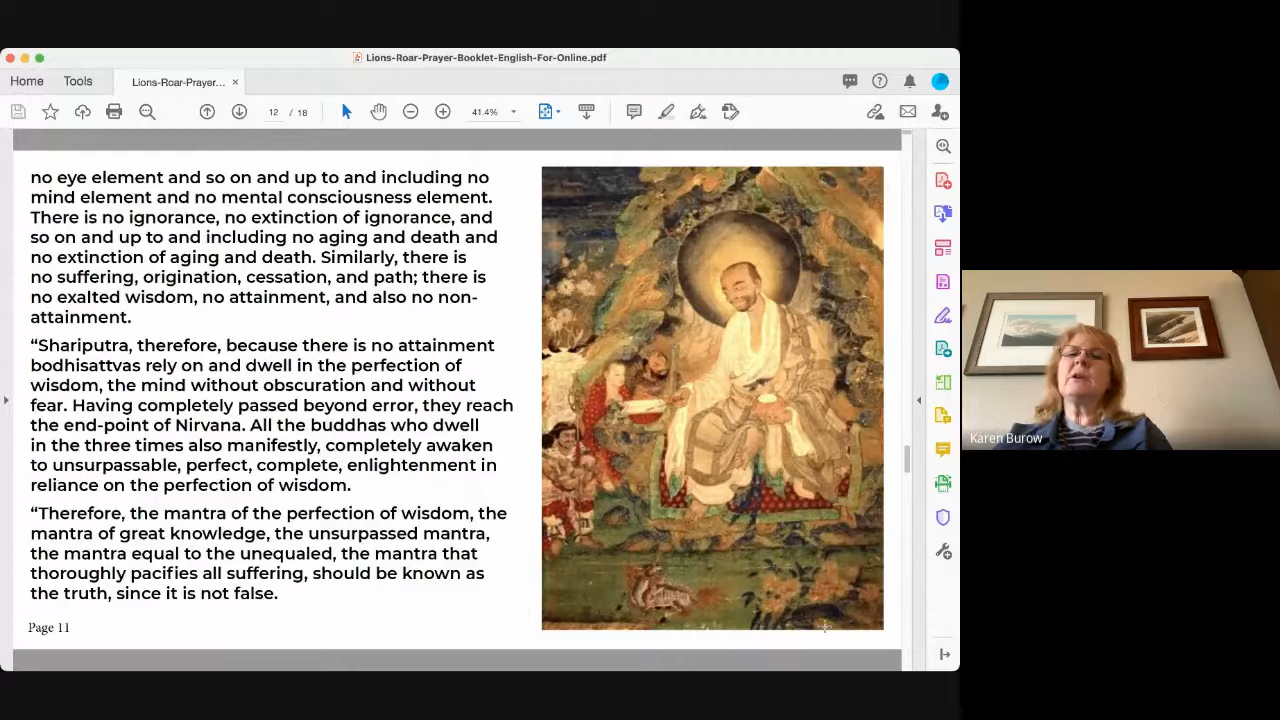 Lions-Roar-Prayer-Booklet-English-For-Online.pdf
Home
Tools
Lions-Roar-Prayer... ×
12 / 18
41.4%
no eye element and so on and up to and including no
mind element and no mental consciousness element.
There is no ignorance, no extinction of ignorance, and
so on and up to and including no aging and death and
no extinction of aging and death. Similarly, there is
no suffering, origination, cessation, and path; there is
no exalted wisdom, no attainment, and also no non-
attainment.
“Shariputra, therefore, because there is no attainment
bodhisattvas rely on and dwell in the perfection of
wisdom, the mind without obscuration and without
fear. Having completely passed beyond error, they reach
the end-point of Nirvana. All the buddhas who dwell
in the three times also manifestly, completely awaken
to unsurpassable, perfect, complete, enlightenment in
reliance on the perfection of wisdom.
“Therefore, the mantra of the perfection of wisdom, the
mantra of great knowledge, the unsurpassed mantra,
the mantra equal to the unequaled, the mantra that
thoroughly pacifies all suffering, should be known as
the truth, since it is not false.
Page 11
Karen Burow